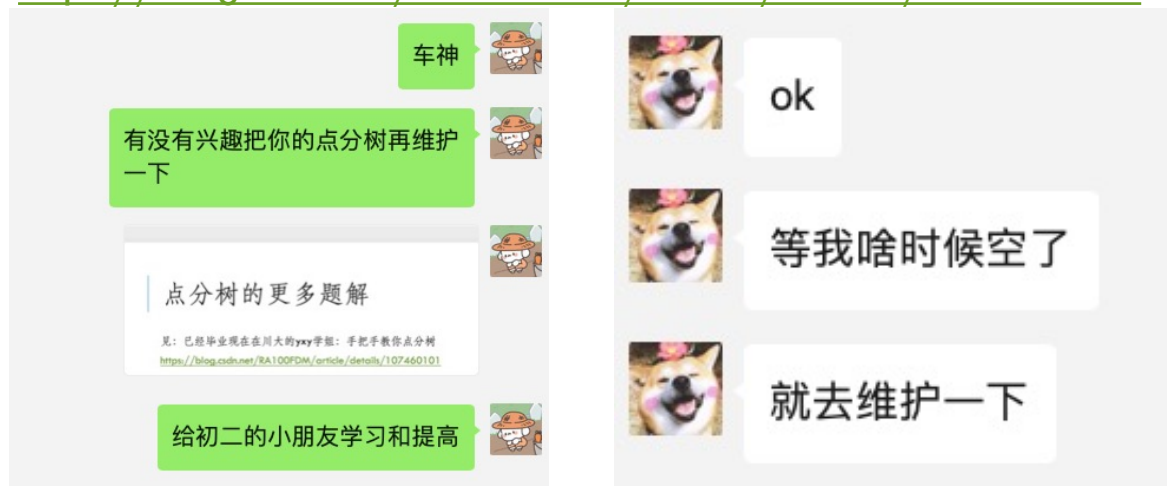 车神
有没有兴趣把你的点分树再维护
一下
点分树的更多题解
见：已经毕业现在在川大的yxy学姐：手把手教你点分树
https://blog.csdn.net/RA100FDM/article/details/107460101
给初二的小朋友学习和提高
ok
等我啥时候空了
就去维护一下